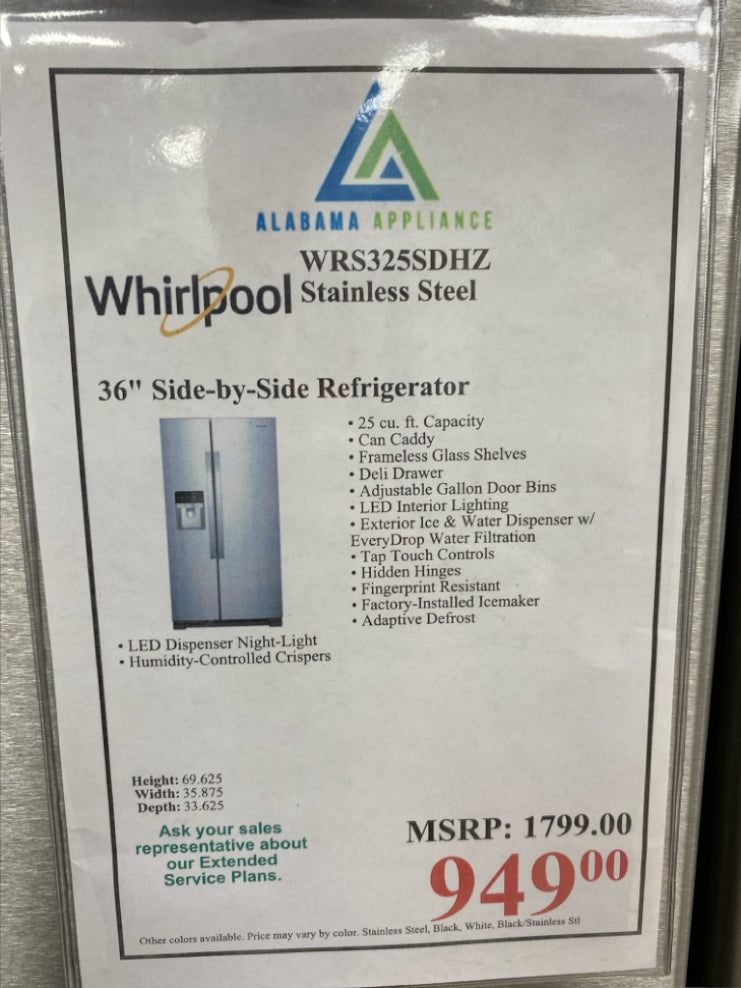 ALABAMA APPLIANCE
WRS325SDHZ
Whirlpool Stainless Steel
36" Side-by-Side Refrigerator
• 25 cu. ft. Capacity
• Can Caddy
• Frameless Glass Shelves
• Deli Drawer
• Adjustable Gallon Door Bins
• LED Interior Lighting
• Exterior Ice & Water Dispenser w/
EveryDrop Water Filtration
• Tap Touch Controls
• Hidden Hinges
• Fingerprint Resistant
• Factory-Installed Icemaker
• Adaptive Defrost
• LED Dispenser Night-Light
• Humidity-Controlled Crispers
Height: 69.625
Width: 35.875
Depth: 33.625
Ask your sales
representative about
our Extended
Service Plans.
MSRP: 1799.00
94900
Other colors available. Price may vary by color. Stainless Steel, Black, White, Black/Stainless Stl